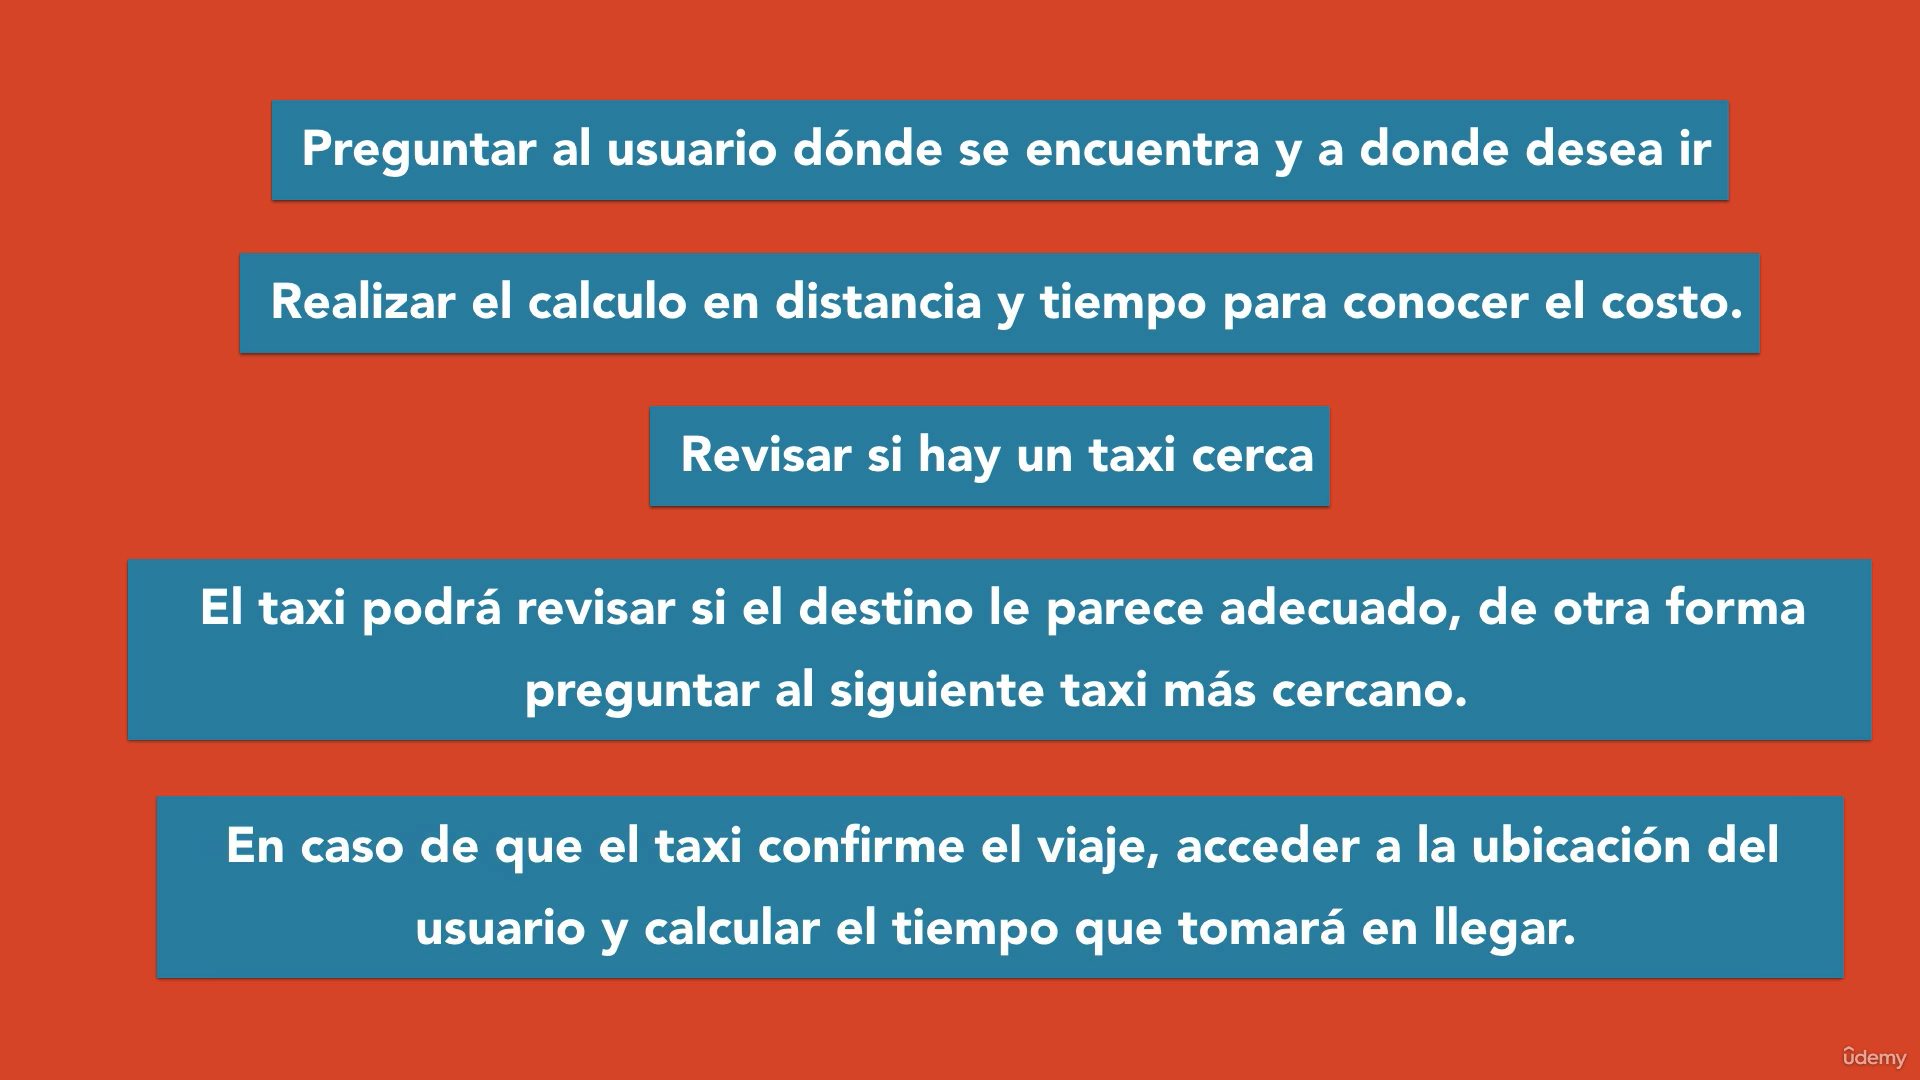 Preguntar al usuario dónde se encuentra y a donde desea ir
Realizar el calculo en distancia y tiempo para conocer el costo.
Revisar si hay un taxi cerca
El taxi podrá revisar si el destino le parece adecuado, de otra forma
preguntar al siguiente taxi más cercano.
En caso de que el taxi confirme el viaje, acceder a la ubicación del
usuario y calcular el tiempo que tomará en llegar.
ûdemy